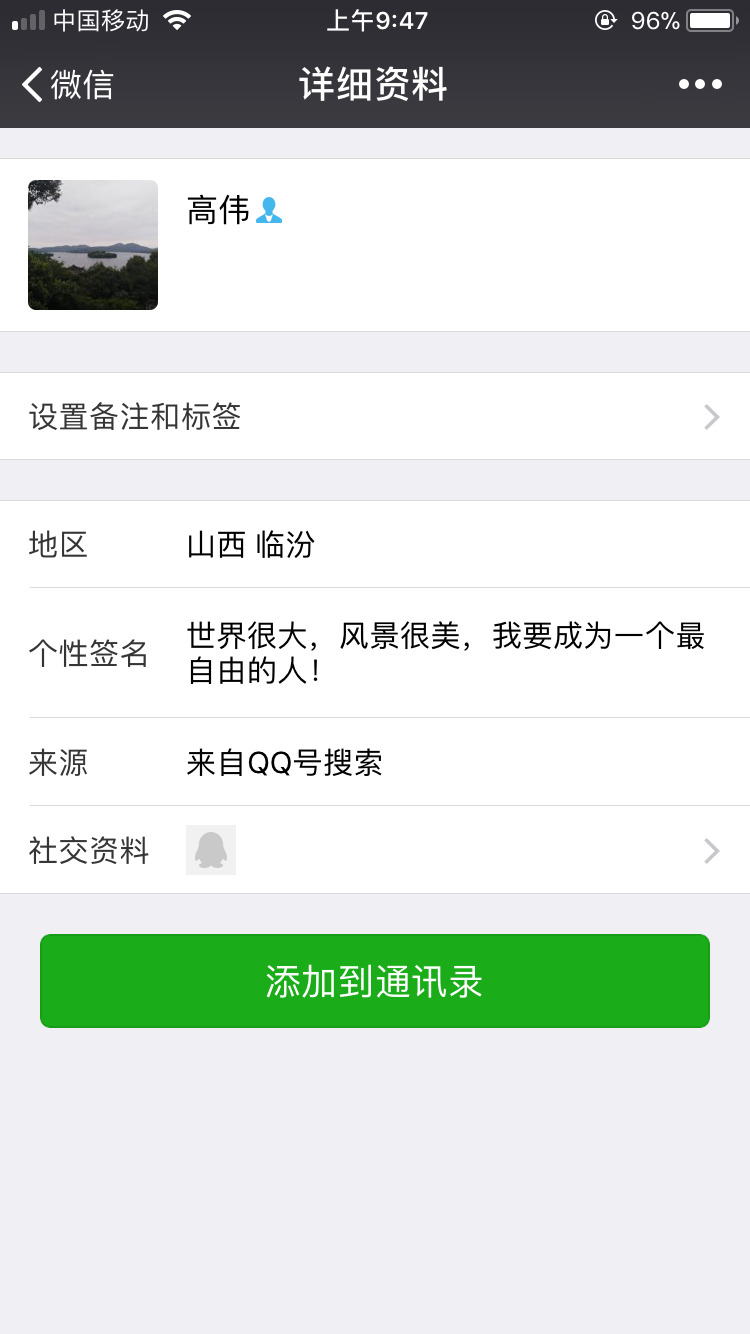 中国移动 上午9:47 96%
微信 详细资料
高伟
设置备注和标签
地区 山西 临汾
个性签名 世界很大，风景很美，我要成为一个最
自由的人！
来源 来自QQ号搜索
社交资料
添加到通讯录